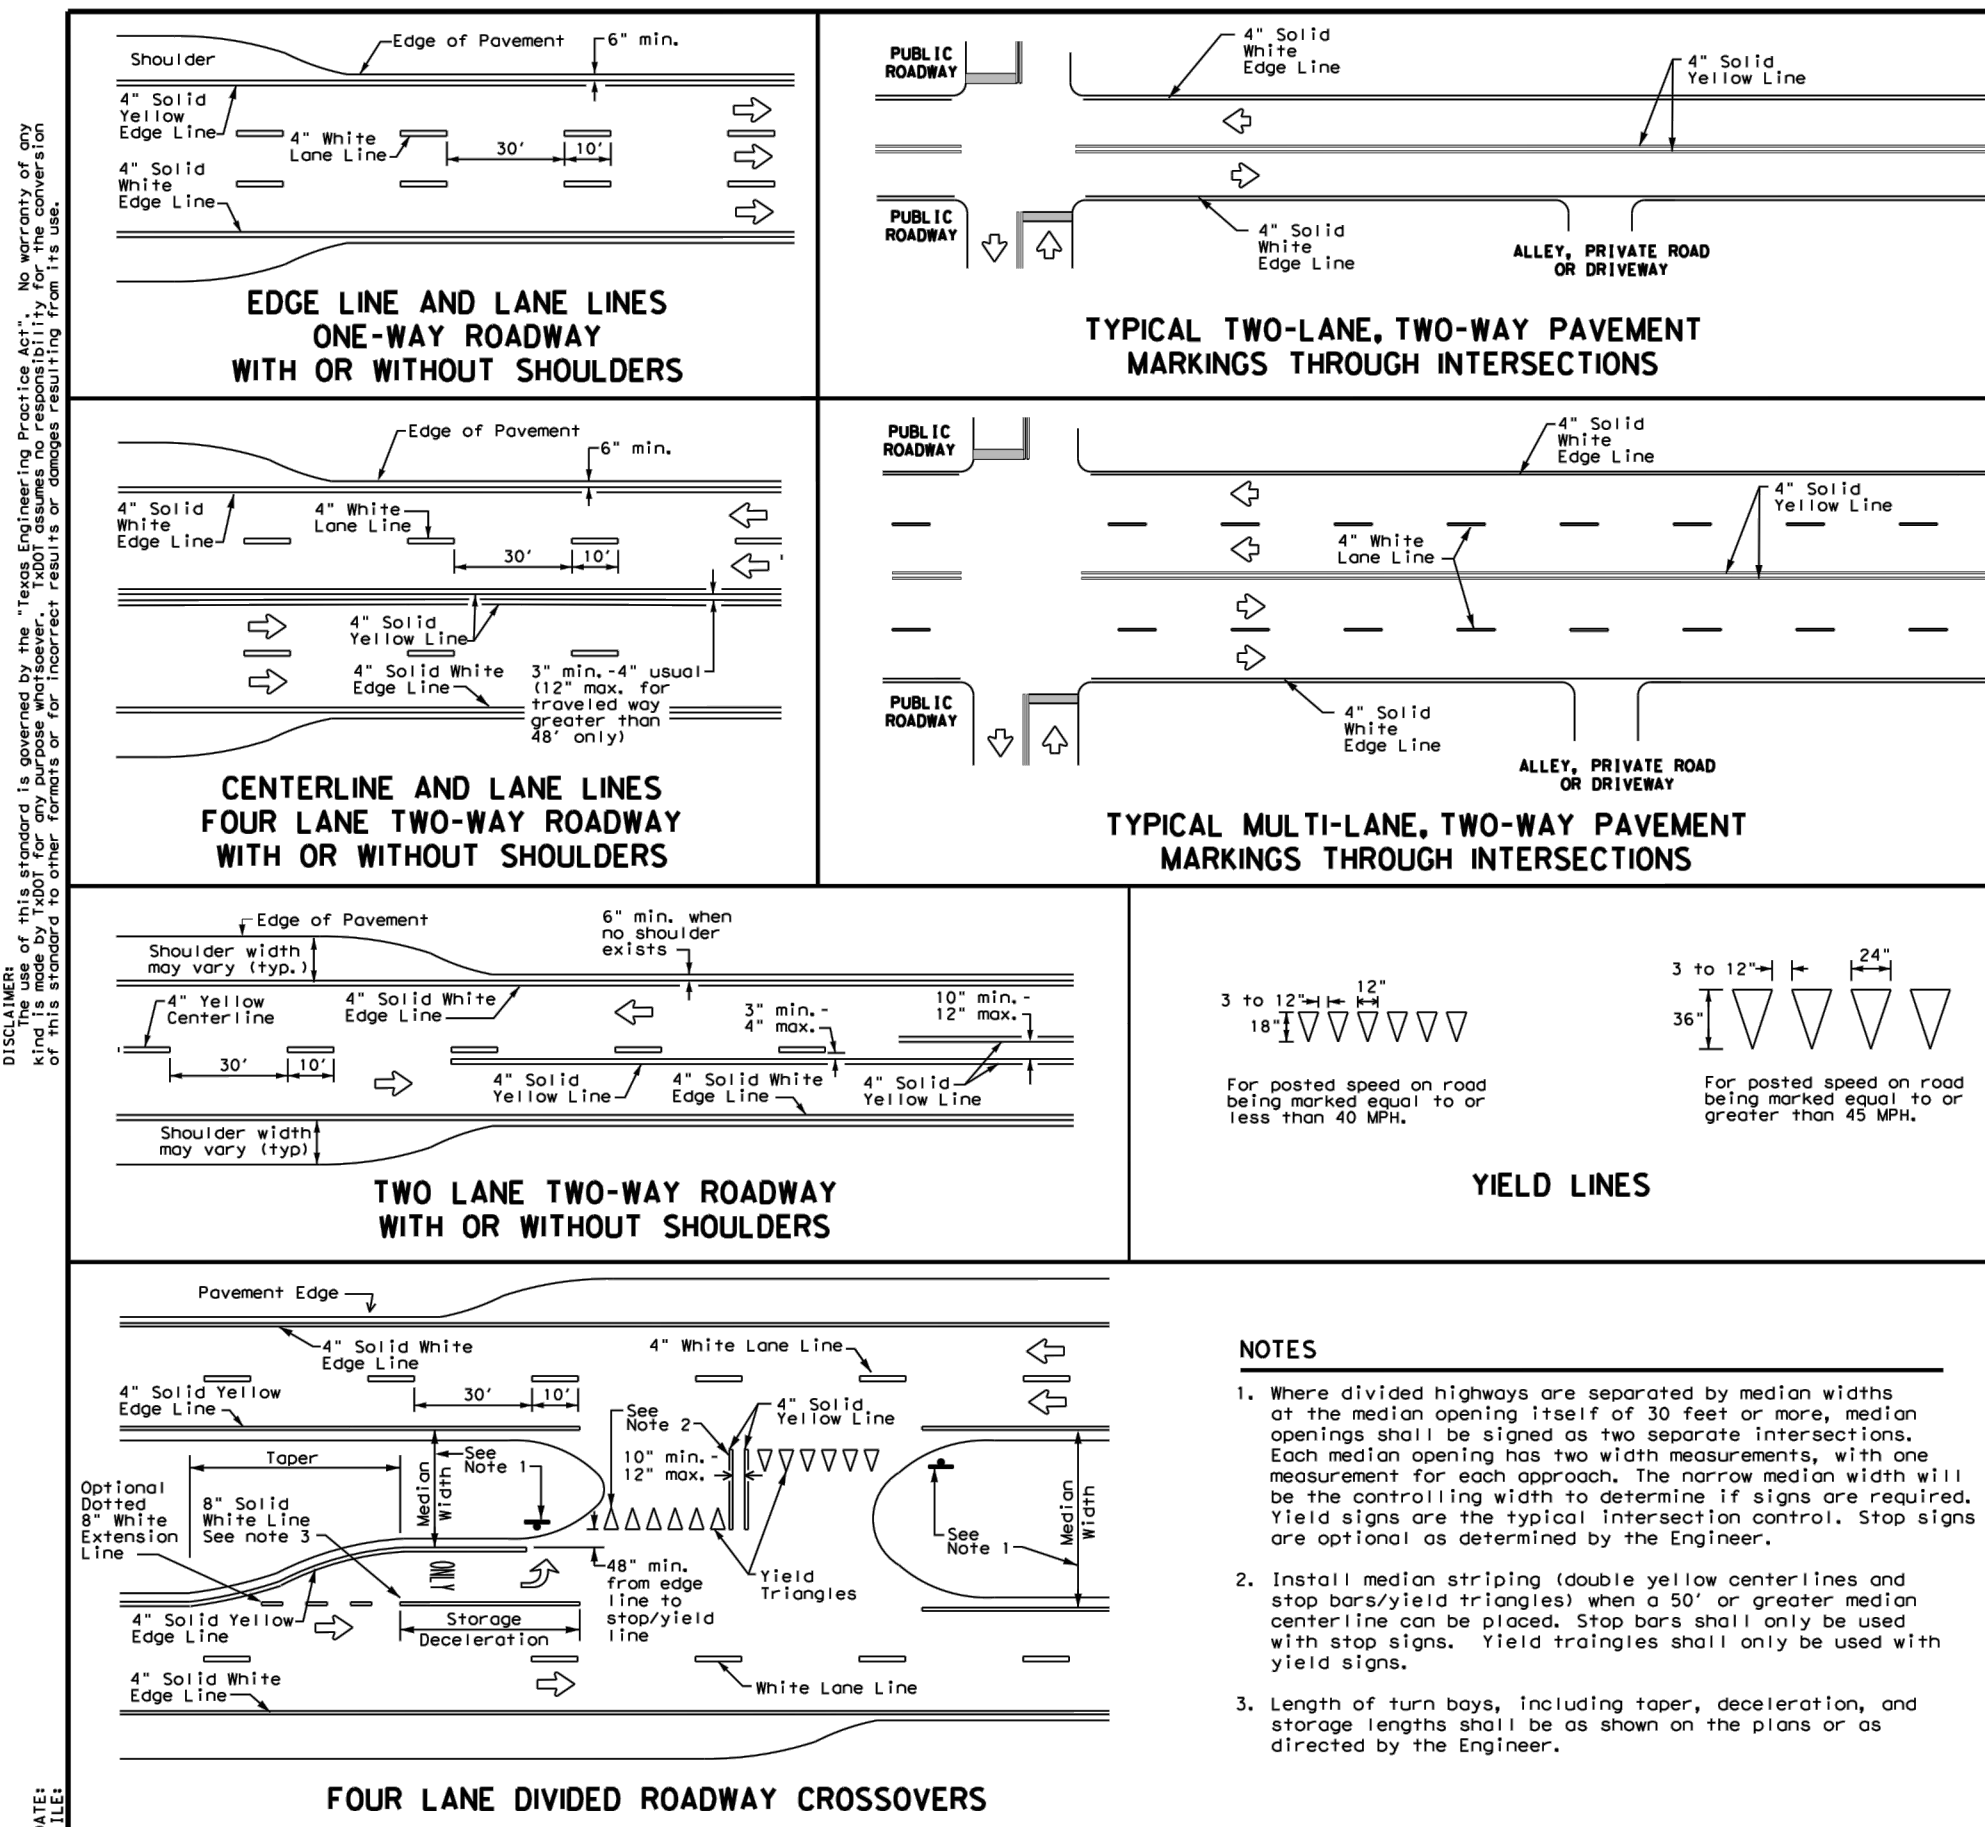 DISCLAIMER:
The use of this standard is governed by the "Texas Engineering Practice Act". No warranty of any
kind is made by TxDOT for any purpose whatsoever. TxDOT assumes no responsibility for the conversion
of this standard to other formats or for incorrect results or damages resulting from its use.
Shoulder
Edge of Pavement
6" min.
4" Solid
Yellow
Edge Line
4" White
Lane Line
30'
10'
4" Solid
White
Edge Line
EDGE LINE AND LANE LINES
ONE-WAY ROADWAY
WITH OR WITHOUT SHOULDERS
PUBLIC
ROADWAY
4" Solid
White
Edge Line
4" Solid
Yellow Line
PUBLIC
ROADWAY
4" Solid
White
Edge Line
ALLEY, PRIVATE ROAD
OR DRIVEWAY
TYPICAL TWO-LANE, TWO-WAY PAVEMENT
MARKINGS THROUGH INTERSECTIONS
Edge of Pavement
6" min.
4" Solid
White
Edge Line
4" White
Lane Line
30'
10'
4" Solid
Yellow Line
4" Solid White
Edge Line
3" min.-4" usual
(12" max. for
traveled way
greater than
48' only)
CENTERLINE AND LANE LINES
FOUR LANE TWO-WAY ROADWAY
WITH OR WITHOUT SHOULDERS
PUBLIC
ROADWAY
4" Solid
White
Edge Line
4" Solid
Yellow Line
4" White
Lane Line
PUBLIC
ROADWAY
4" Solid
White
Edge Line
ALLEY, PRIVATE ROAD
OR DRIVEWAY
TYPICAL MULTI-LANE, TWO-WAY PAVEMENT
MARKINGS THROUGH INTERSECTIONS
Edge of Pavement
6" min. when
no shoulder
exists
Shoulder width
may vary (typ.)
4" Yellow
Centerline
4" Solid White
Edge Line
3" min.-
4" max.
10" min.-
12" max.
30'
10'
4" Solid
Yellow Line
4" Solid White
Edge Line
4" Solid
Yellow Line
Shoulder width
may vary (typ)
TWO LANE TWO-WAY ROADWAY
WITH OR WITHOUT SHOULDERS
3 to 12"
12"
18"
For posted speed on road
being marked equal to or
less than 40 MPH.
3 to 12"
24"
36"
For posted speed on road
being marked equal to or
greater than 45 MPH.
YIELD LINES
Pavement Edge
4" Solid White
Edge Line
4" White Lane Line
4" Solid Yellow
Edge Line
30'
10'
See
Note 2
4" Solid
Yellow Line
Taper
See
Note 1
Median
Width
10" min.-
12" max.
Optional
Dotted
8" White
Extension
Line
8" Solid
White Line
See note 3
See
Note 1
Median
Width
ONLY
48" min.
from edge
line to
stop/yield
line
Yield
Triangles
4" Solid Yellow
Edge Line
Storage
Deceleration
4" Solid White
Edge Line
White Lane Line
FOUR LANE DIVIDED ROADWAY CROSSOVERS
NOTES
1. Where divided highways are separated by median widths
at the median opening itself of 30 feet or more, median
openings shall be signed as two separate intersections.
Each median opening has two width measurements, with one
measurement for each approach. The narrow median width will
be the controlling width to determine if signs are required.
Yield signs are the typical intersection control. Stop signs
are optional as determined by the Engineer.
2. Install median striping (double yellow centerlines and
stop bars/yield triangles) when a 50' or greater median
centerline can be placed. Stop bars shall only be used
with stop signs. Yield traingles shall only be used with
yield signs.
3. Length of turn bays, including taper, deceleration, and
storage lengths shall be as shown on the plans or as
directed by the Engineer.